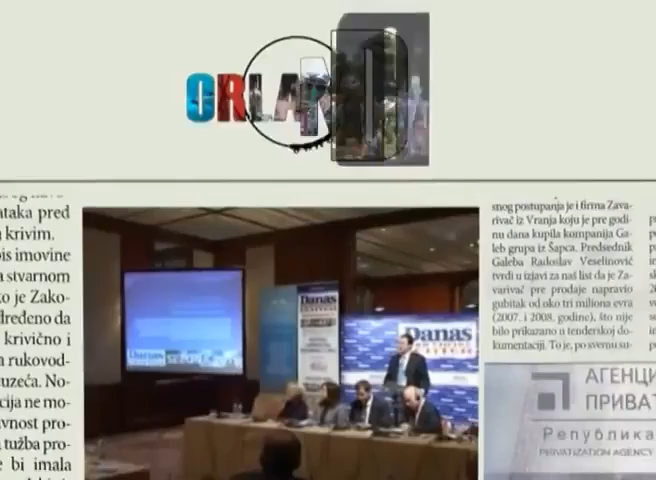 ORLAND
ataka pred
krivim.
pis imovine
a stvarnom
ko je Zako-
dređeno da
krivično i
a rukovod-
uzeća. No-
cija ne mo-
avnost pro-
tužba pro-
e bi imala
snog postupanja je i firma Zava-
rivač iz Vranja koju je pre godi-
nu dana kupila kompanija Ga-
leb grupa iz Šapca. Predsednik
Galeba Radoslav Veselinović
tvrdi u izjavi za naš list da je Za-
varivač pre prodaje napravio
gubitak od oko tri miliona evra
(2007. i 2008. godine), što nije
bilo prikazano u tenderskoj do-
kumentaciji. To je, po svemu su-
Danas
Danas
Danas
АГЕНЦИ
ПРИВАТ
Република
PRIVATIZATION AGENCY